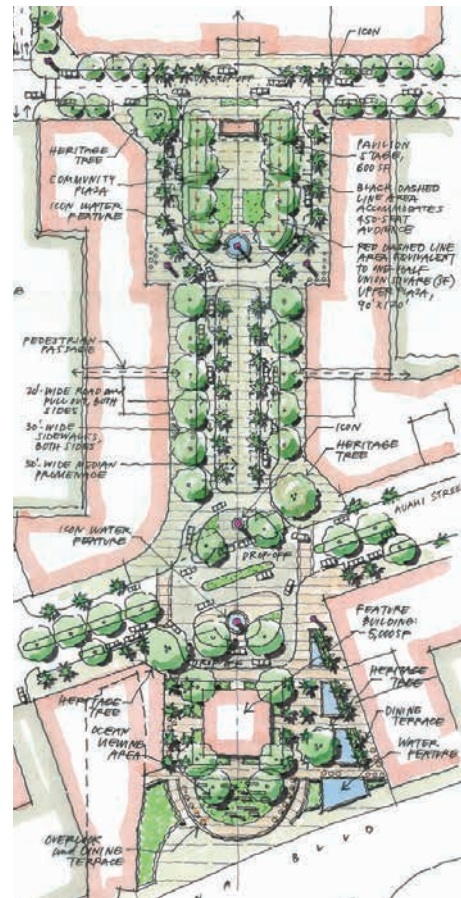 ICON
DROP-OFF
HERITAGE
TREE
COMMUNITY
PLAZA
ICON WATER
FEATURE
PAVILION
STAGE,
600 SF
BLACK DASHED
LINE AREA
ACCOMMODATES
450-SEAT
AUDIENCE
RED DASHED LINE
AREA EQUIVALENT
TO ONE-HALF
UNION SQUARE (SF)
UPPER PLAZA,
90' X 120'
PEDESTRIAN
PASSAGE
PULL OUT, BOTH
SIDES
30'-WIDE
SIDEWALKS,
BOTH SIDES
30'-WIDE MEDIAN
PROMENADE
ICON
HERITAGE
TREE
AUAHI STREET
ICON WATER
FEATURE
DROP-OFF
FEATURE
BUILDING:
5,000 SF
DROP-OFF
HERITAGE
TREE
HERITAGE
TREE
DINING
TERRACE
OCEAN
VIEWING
AREA
WATER
FEATURE
OVERLOOK
and DINING
TERRACE
BLVD